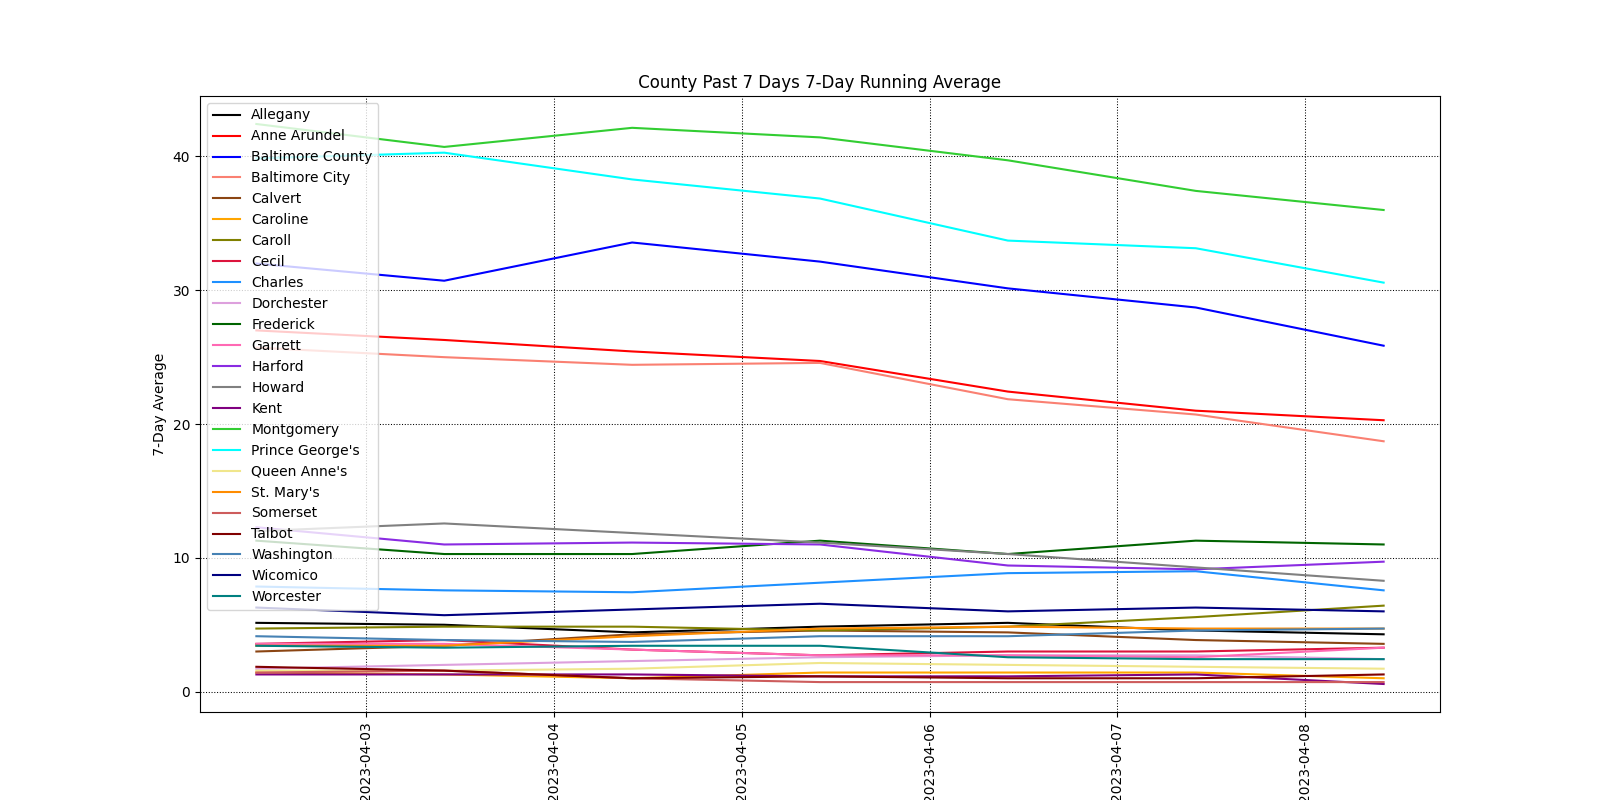 County Past 7 Days 7-Day Running Average
7-Day Average
40
30
20
10
0
Allegany
Anne Arundel
Baltimore County
Baltimore City
Calvert
Caroline
Caroll
Cecil
Charles
Dorchester
Frederick
Garrett
Harford
Howard
Kent
Montgomery
Prince George's
Queen Anne's
St. Mary's
Somerset
Talbot
Washington
Wicomico
Worcester
2023-04-03
2023-04-04
2023-04-05
2023-04-06
2023-04-07
2023-04-08